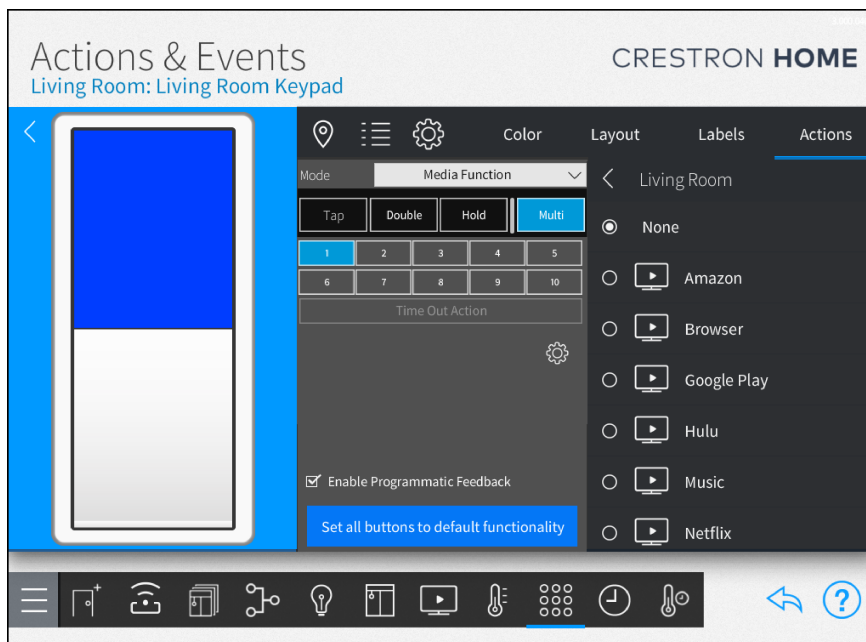 Actions & Events
CRESTRON HOME
Living Room: Living Room Keypad
Color Layout Labels Actions
Mode Media Function
Living Room
Tap Double Hold Multi
None
1 2 3 4 5
6 7 8 9 10
Amazon
Time Out Action
Browser
Google Play
Hulu
Enable Programmatic Feedback
Music
Set all buttons to default functionality
Netflix
?